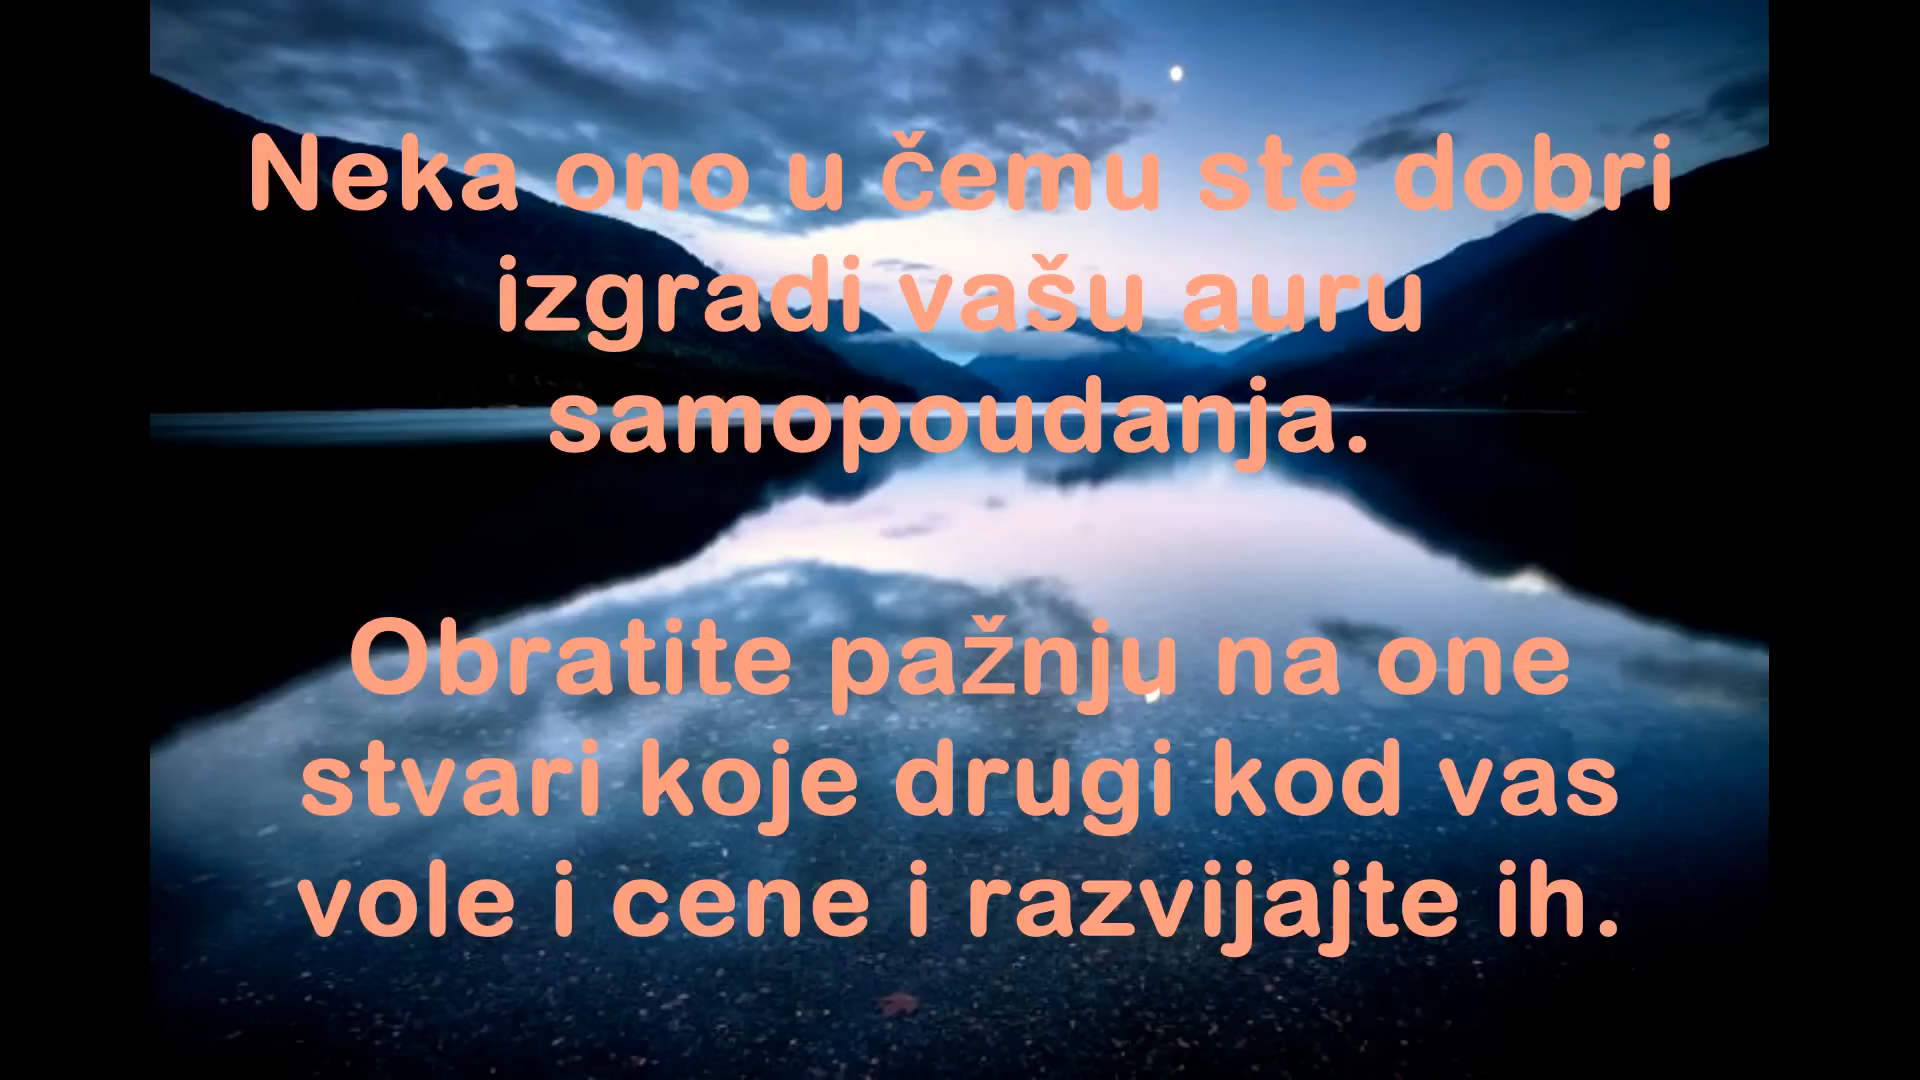 Neka ono u čemu ste dobri
izgradi vašu auru
samopoudanja.
Obratite pažnju na one
stvari koje drugi kod vas
vole i cene i razvijajte ih.